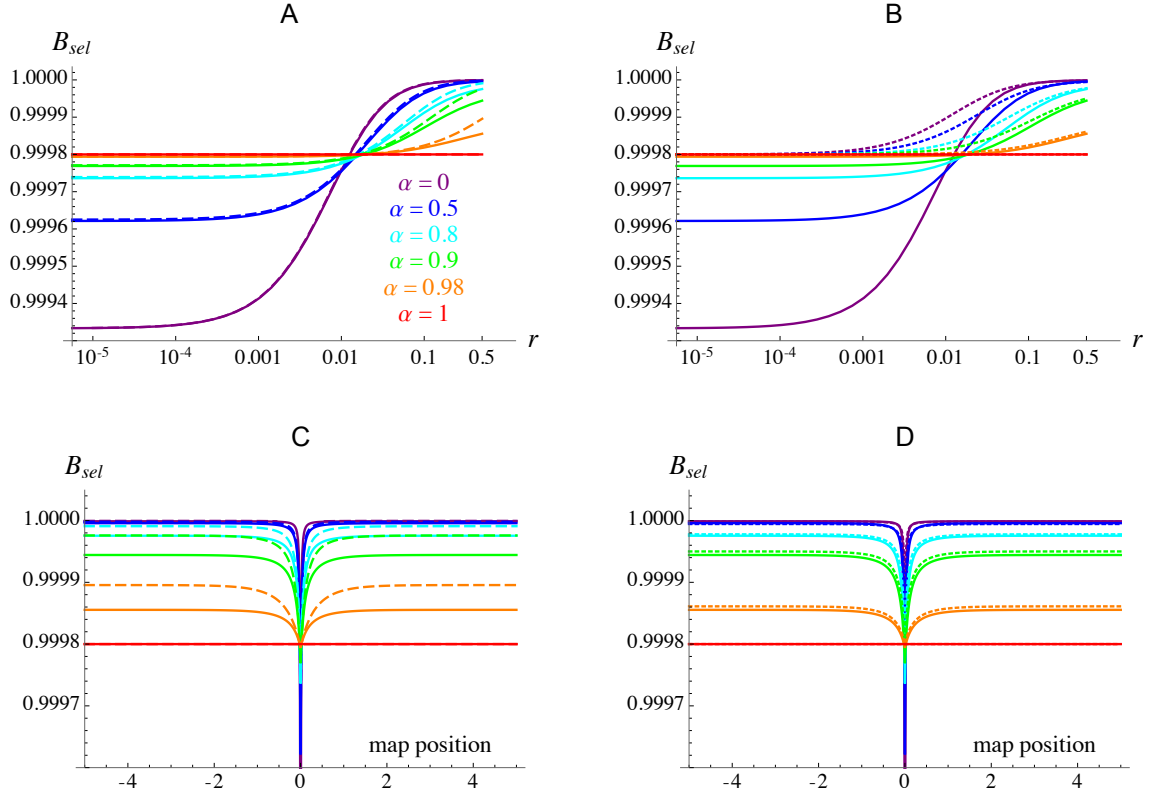 A
B
B_sel
B_sel
1.0000
0.9999
0.9998
0.9997
0.9996
0.9995
0.9994
α = 0
α = 0.5
α = 0.8
α = 0.9
α = 0.98
α = 1
10^-5
10^-4
0.001
0.01
0.1
0.5
r
1.0000
0.9999
0.9998
0.9997
0.9996
0.9995
0.9994
10^-5
10^-4
0.001
0.01
0.1
0.5
r
C
D
B_sel
B_sel
1.0000
0.9999
0.9998
0.9997
map position
-4
-2
0
2
4
1.0000
0.9999
0.9998
0.9997
map position
-4
-2
0
2
4